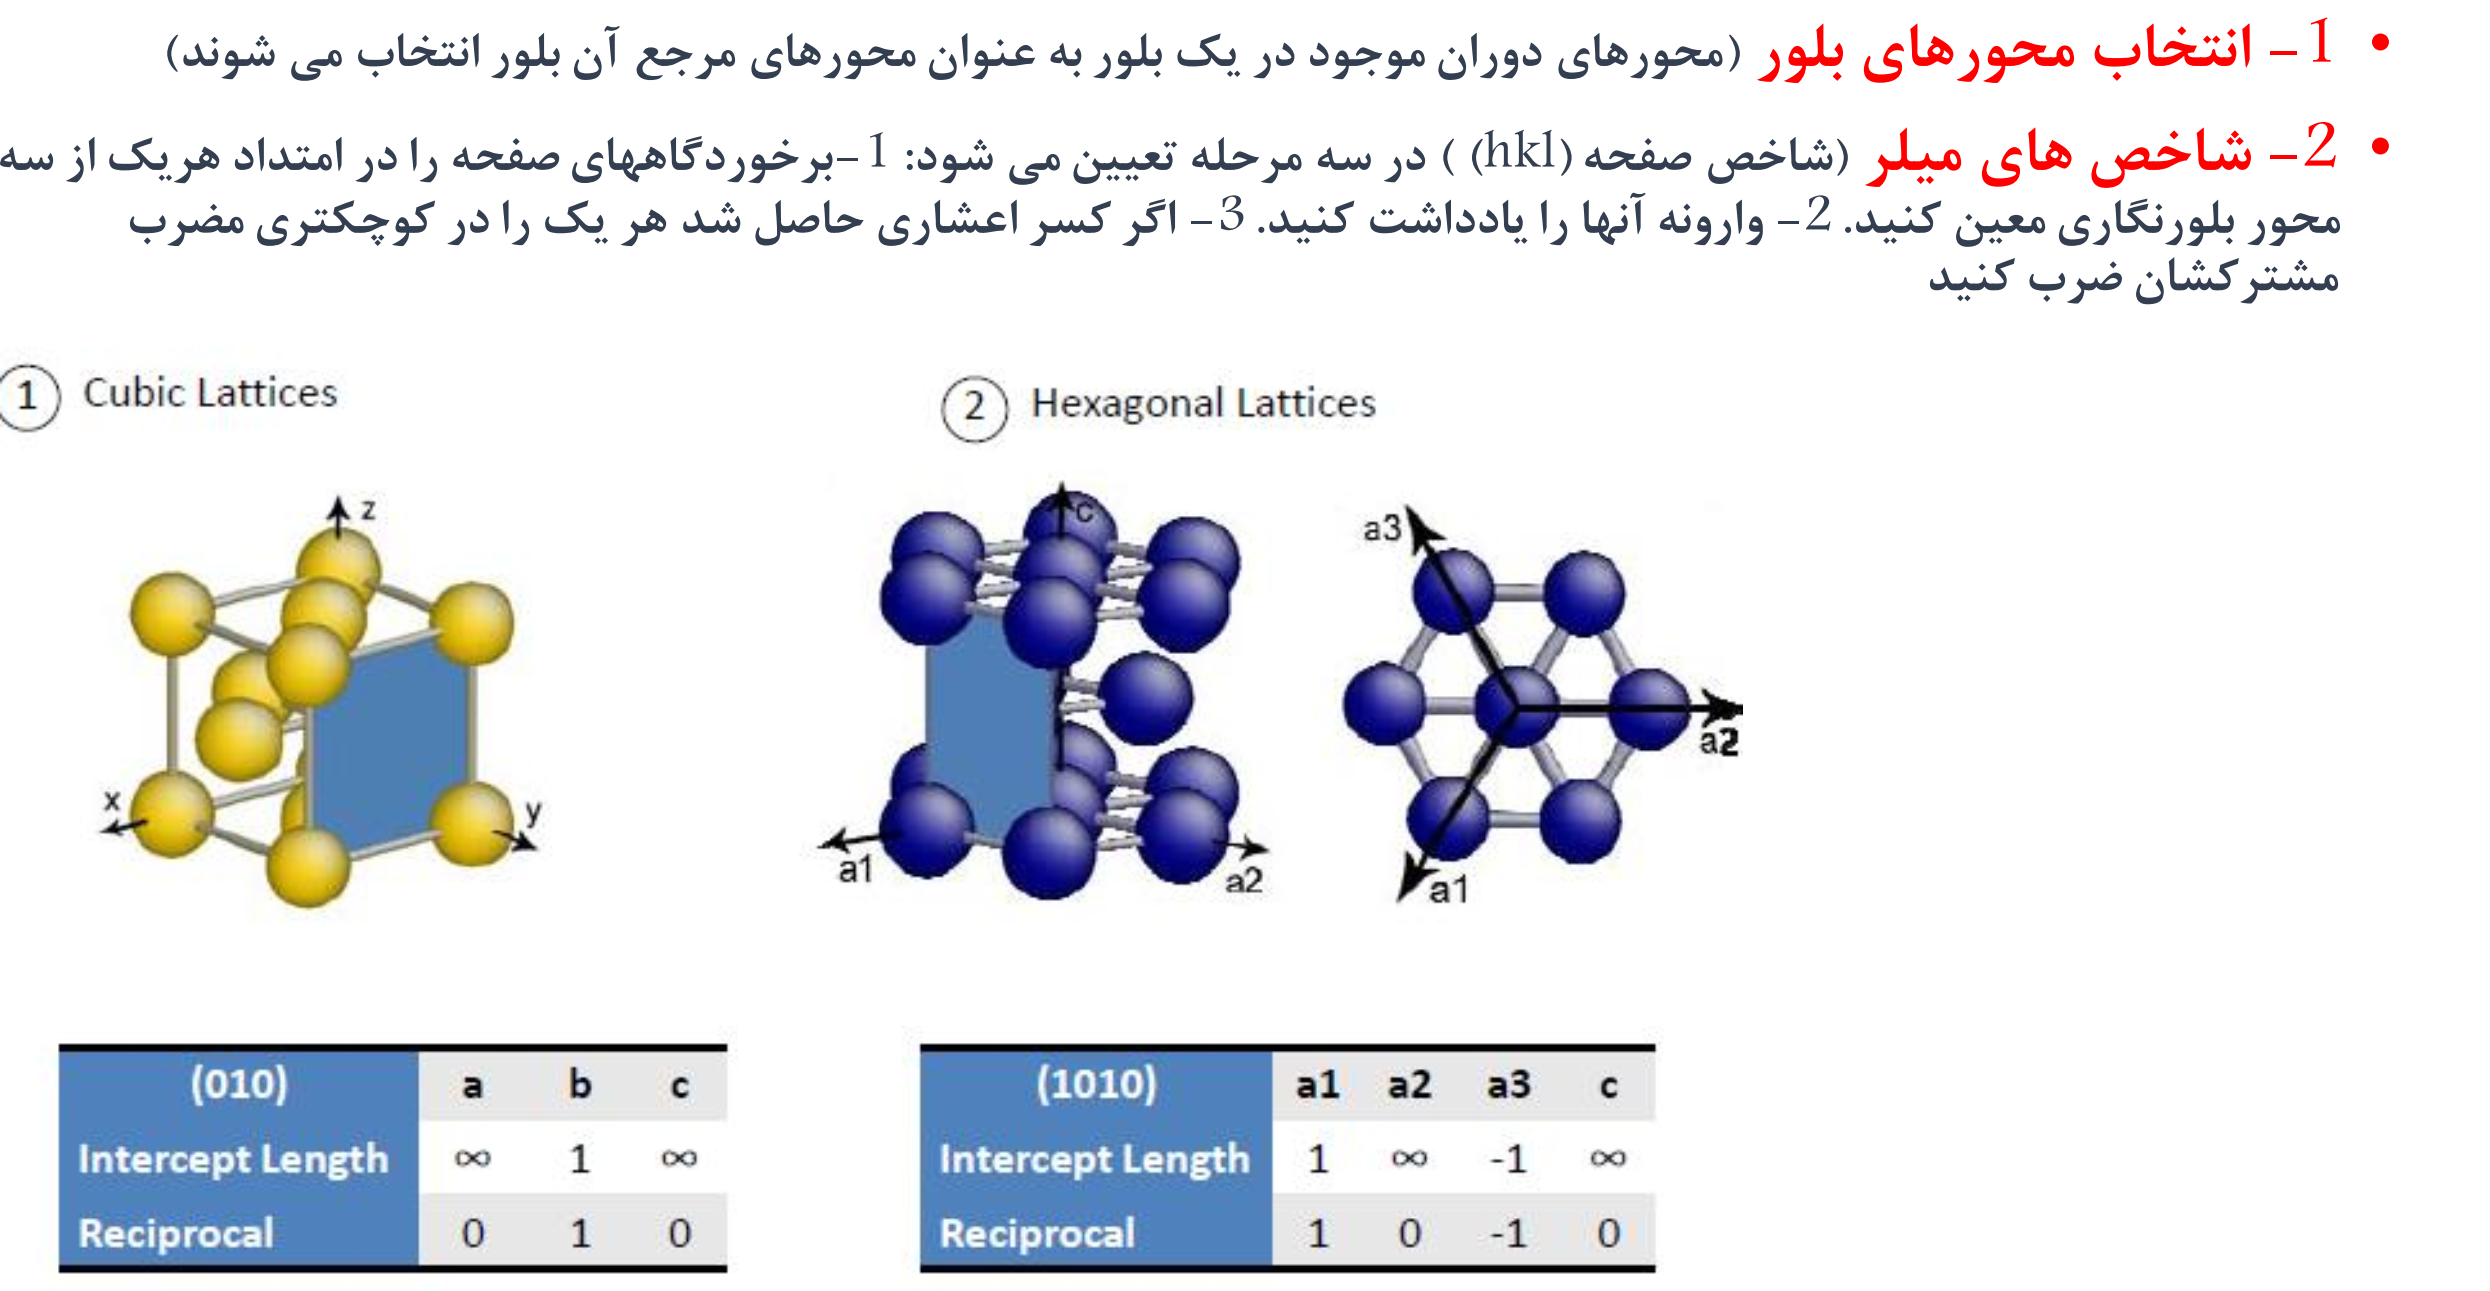 • 1- انتخاب محورهای بلور (محورهای دوران موجود در یک بلور به عنوان محورهای مرجع آن بلور انتخاب می شوند)
• 2- شاخص های میلر (شاخص صفحه (hkl) ) در سه مرحله تعیین می شود: 1-برخوردگاههای صفحه را در امتداد هریک از سه
محور بلورنگاری معین کنید. 2- وارونه آنها را یادداشت کنید. 3- اگر کسر اعشاری حاصل شد هر یک را در کوچکتری مضرب
مشترکشان ضرب کنید
1 Cubic Lattices
2 Hexagonal Lattices
z
x
y
c
a1
a2
a3
a2
a1
(010) a b c
Intercept Length ∞ 1 ∞
Reciprocal 0 1 0
(1010) a1 a2 a3 c
Intercept Length 1 ∞ -1 ∞
Reciprocal 1 0 -1 0